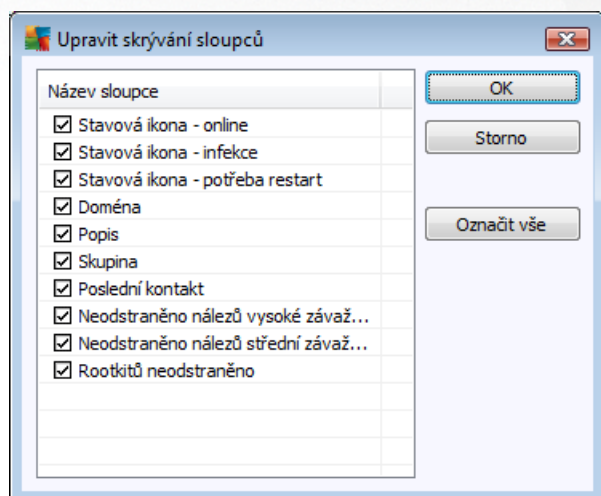 Upravit skrývání sloupců
Název sloupce
Stavová ikona - online
Stavová ikona - infekce
Stavová ikona - potřeba restart
Doména
Popis
Skupina
Poslední kontakt
Neodstraněno nálezů vysoké závaž...
Neodstraněno nálezů střední závaž...
Rootkitů neodstraněno
OK
Storno
Označit vše